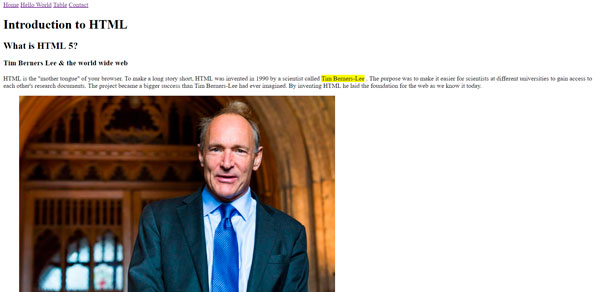 Home Hello World Table Contact
Introduction to HTML
What is HTML 5?
Tim Berners Lee & the world wide web
HTML is the "mother tongue" of your browser. To make a long story short, HTML was invented in 1990 by a scientist called Tim Berners-Lee . The purpose was to make it easier for scientists at different universities to gain access to
each other's research documents. The project became a bigger success than Tim Berners-Lee had ever imagined. By inventing HTML he laid the foundation for the web as we know it today.